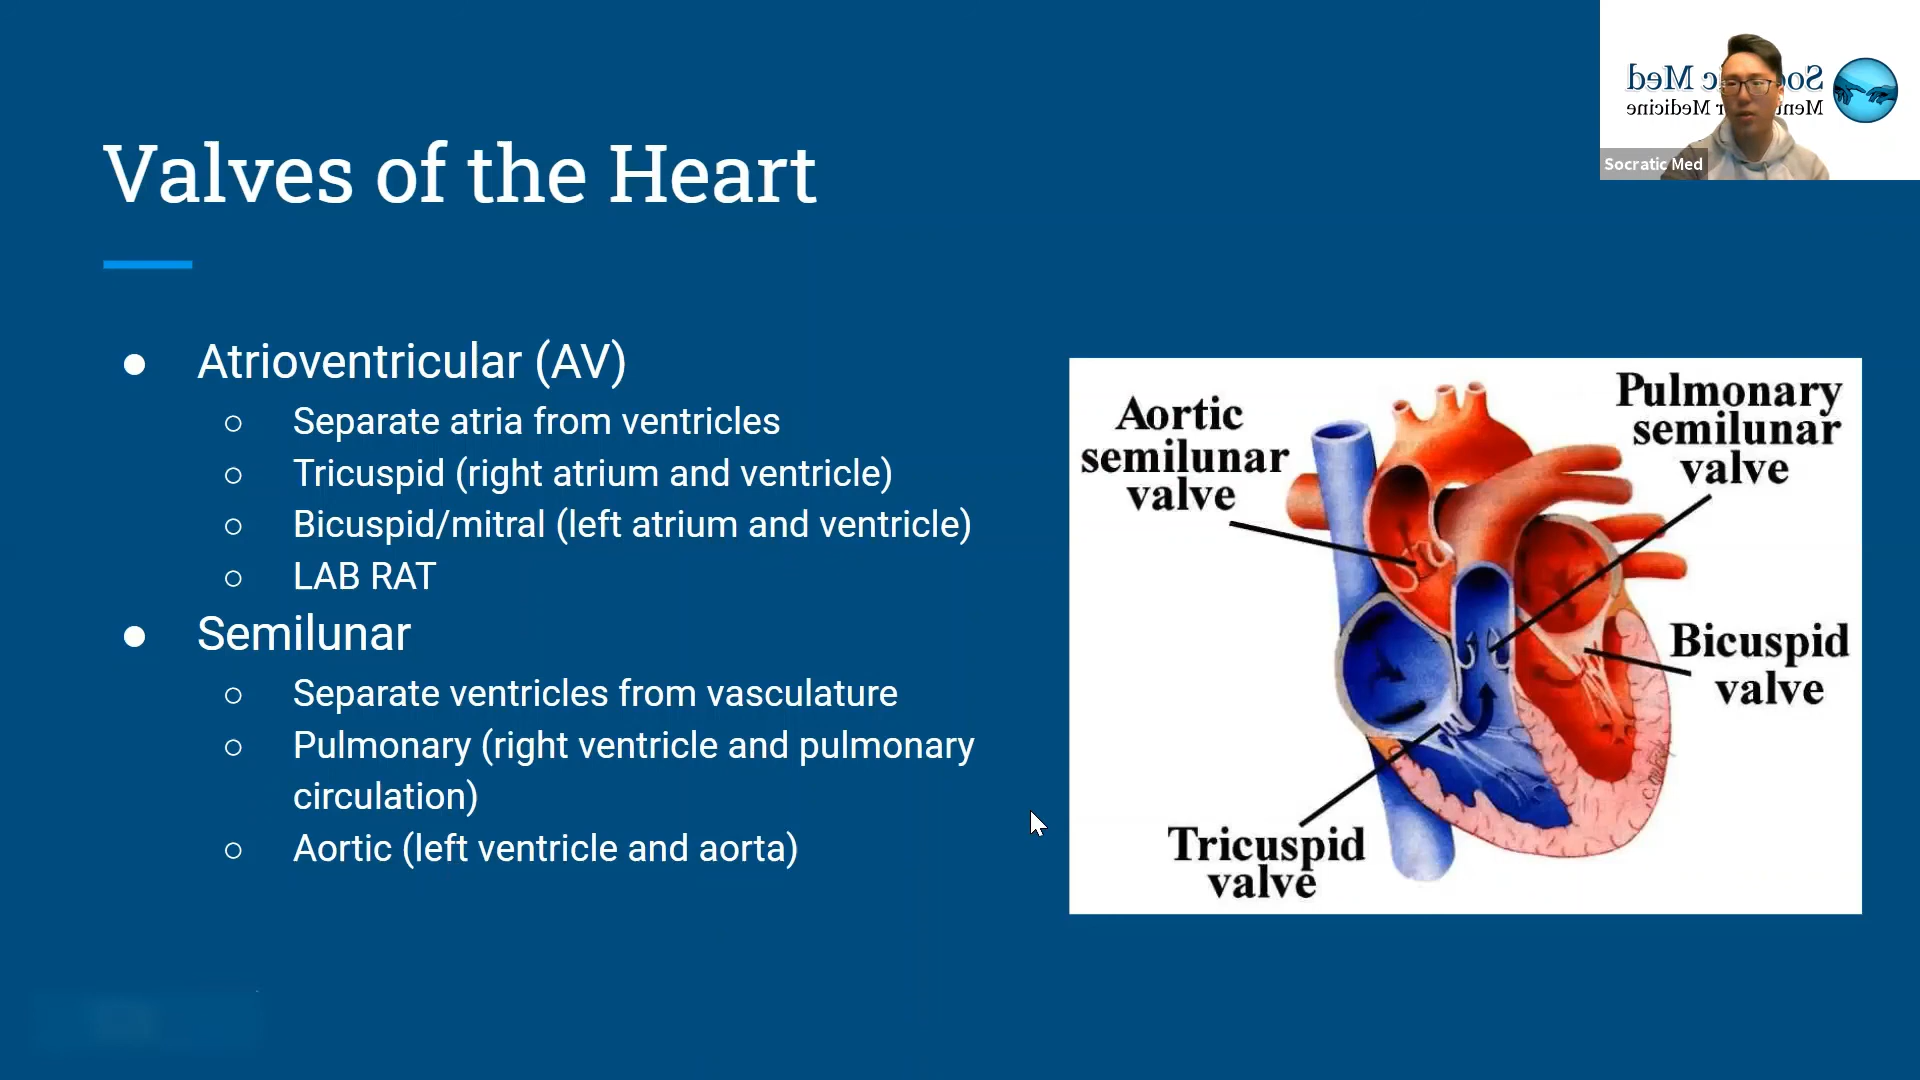 Valves of the Heart
Socratic Med
● Atrioventricular (AV)
○ Separate atria from ventricles
○ Tricuspid (right atrium and ventricle)
○ Bicuspid/mitral (left atrium and ventricle)
○ LAB RAT
● Semilunar
○ Separate ventricles from vasculature
○ Pulmonary (right ventricle and pulmonary
circulation)
○ Aortic (left ventricle and aorta)
Aortic
semilunar
valve
Pulmonary
semilunar
valve
Bicuspid
valve
Tricuspid
valve